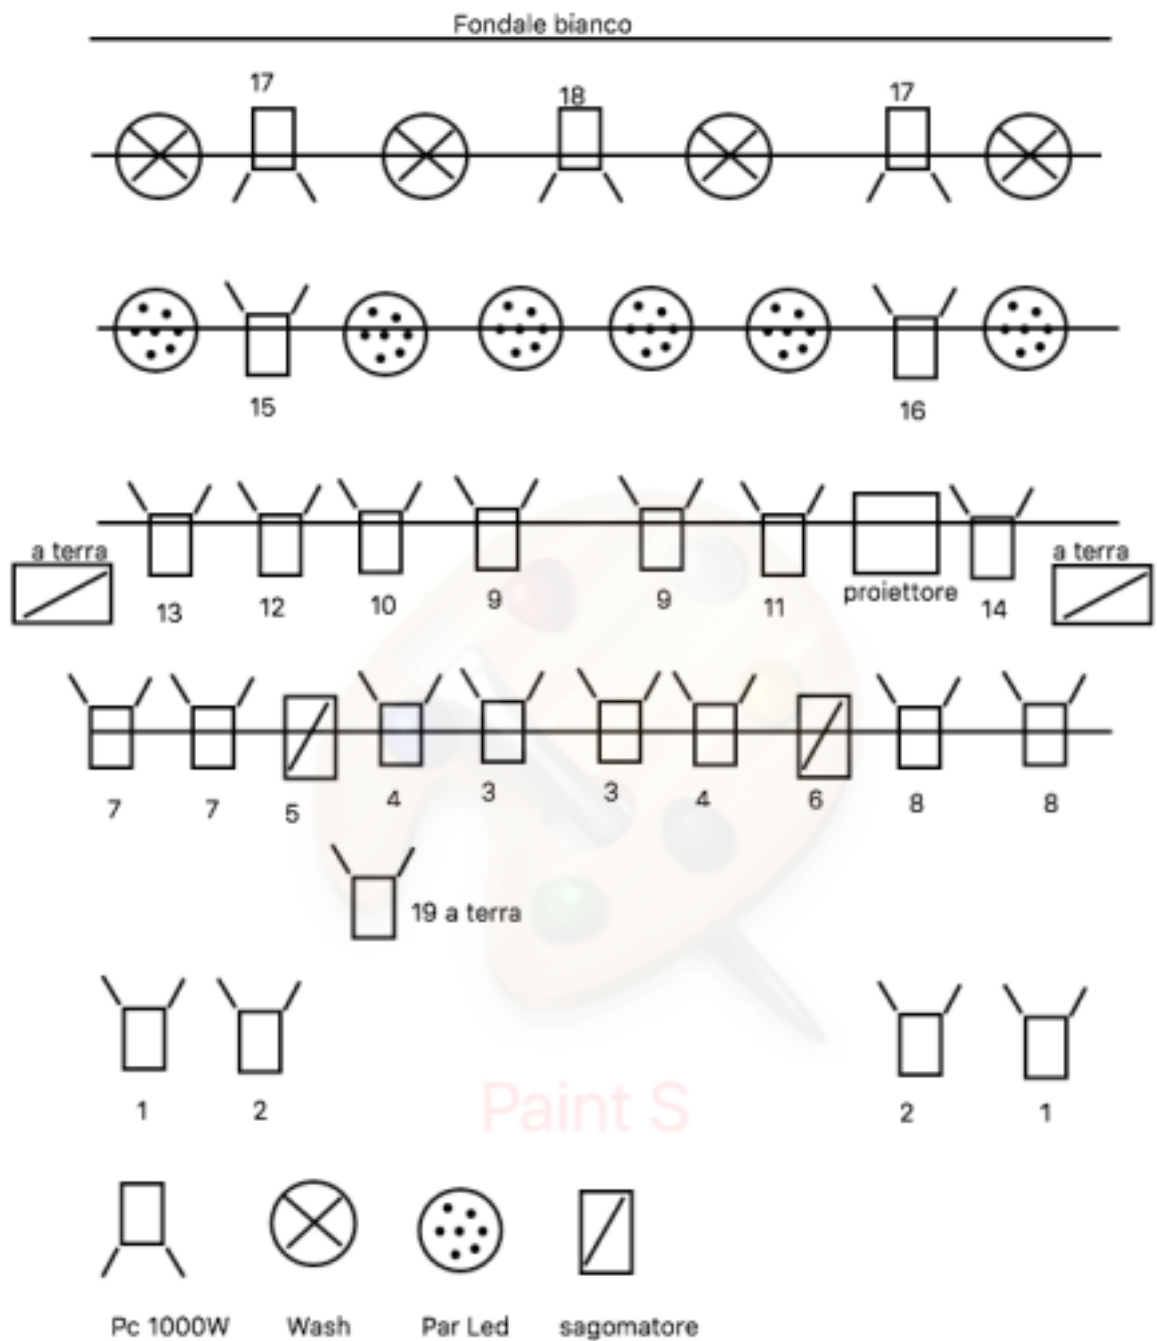 Fondale bianco
17 18 17
15 16
a terra a terra
13 12 10 9 9 11 proiettore 14
7 7 5 4 3 3 4 6 8 8
19 a terra
1 2 2 1
Paint S
Pc 1000W Wash Par Led sagomatore